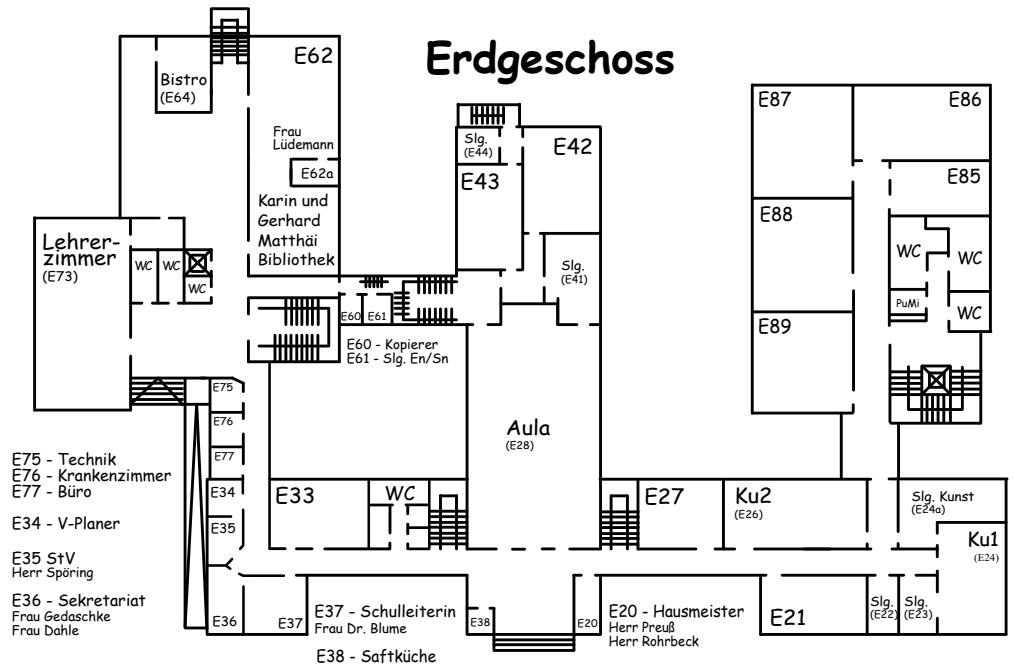 Erdgeschoss
E62
Bistro
(E64)
Frau
Lüdemann
E62a
Karin und
Gerhard
Matthäi
Bibliothek
Slg.
(E44)
E42
E43
Slg.
(E41)
E87
E86
E85
E88
E89
WC
WC
PuMi
WC
Lehrer-
zimmer
(E73)
WC
WC
WC
E60
E61
E60 - Kopierer
E61 - Slg. En/Sn
E75
E76
E77
E34
E35
E36
E37
E33
WC
Aula
(E28)
E27
Ku2
(E26)
Slg. Kunst
(E24a)
Ku1
(E24)
E75 - Technik
E76 - Krankenzimmer
E77 - Büro
E34 - V-Planer
E35 StV
Herr Spöring
E36 - Sekretariat
Frau Gedaschke
Frau Dahle
E37 - Schulleiterin
Frau Dr. Blume
E38 - Saftküche
E38
E20
E20 - Hausmeister
Herr Preuß
Herr Rohrbeck
E21
Slg.
(E22)
Slg.
(E23)